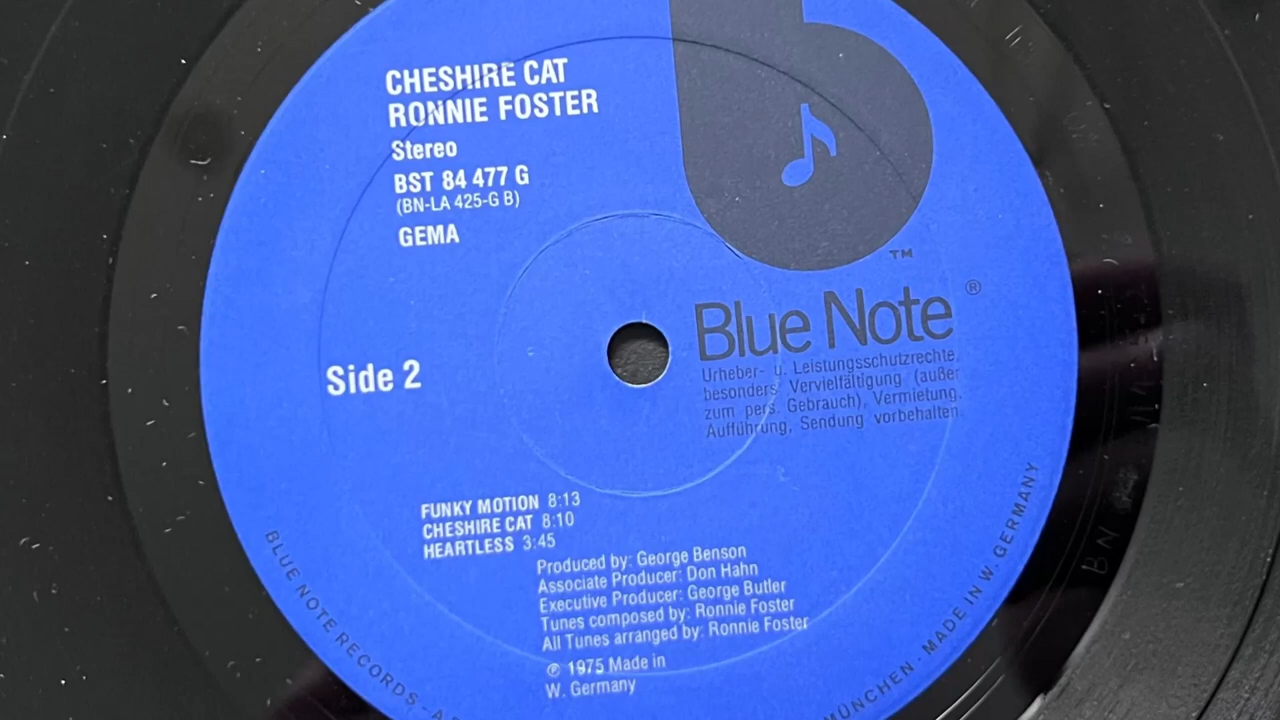 CHESHIRE CAT
RONNIE FOSTER
Stereo
BST 84 477 G
(BN-LA 425-G B)
GEMA
TM
Blue Note ®
Urheber- u. Leistungsschutzrechte,
besonders Vervielfältigung (außer
zum pers. Gebrauch), Vermietung,
Aufführung, Sendung vorbehalten.
Side 2
FUNKY MOTION 8:13
CHESHIRE CAT 8:10
HEARTLESS 3:45
Produced by: George Benson
Associate Producer: Don Hahn
Executive Producer: George Butler
Tunes composed by: Ronnie Foster
All Tunes arranged by: Ronnie Foster
℗ 1975 Made in
W. Germany
BLUE NOTE RECORDS - A
MÜNCHEN · MADE IN W. GERMANY
BN